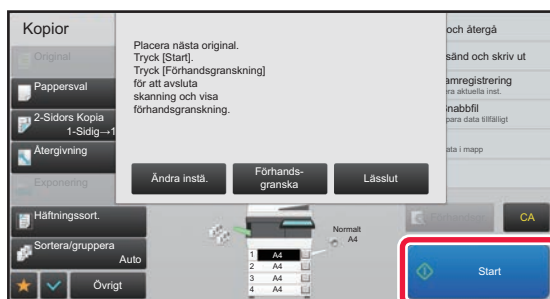 Kopior
Original
Pappersval
2-Sidors Kopia
1-Sidig→1
Återgivning
Exponering
Häftningssort.
Sortera/gruppera
Auto
Övrigt
Placera nästa original.
Tryck [Start].
Tryck [Förhandsgranskning]
för att avsluta
skanning och visa
förhandsgranskning.
Ändra instä.
Förhands-
granska
Lässlut
och återgå
sänd och skriv ut
amregistrering
era aktuella inst.
nabbfil
para data tillfälligt
ata i mapp
Normalt
A4
1 A4
2 A4
3 A4
4 A4
CA
Start